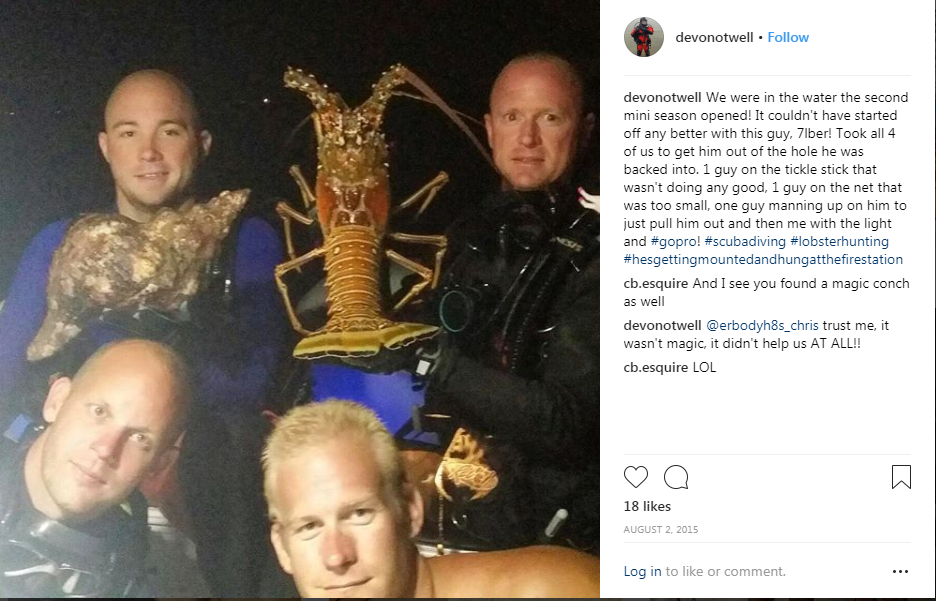 devonotwell • Follow
devonotwell We were in the water the second
mini season opened! It couldn't have started
off any better with this guy, 7lber! Took all 4
of us to get him out of the hole he was
backed into. 1 guy on the tickle stick that
wasn't doing any good, 1 guy on the net that
was too small, one guy manning up on him to
just pull him out and then me with the light
and #gopro! #scubadiving #lobsterhunting
#hesgettingmountedandhungatthefirestation
cb.esquire And I see you found a magic conch
as well
devonotwell @erbodyh8s_chris trust me, it
wasn't magic, it didn't help us AT ALL!!
cb.esquire LOL
18 likes
AUGUST 2, 2015
Log in to like or comment.